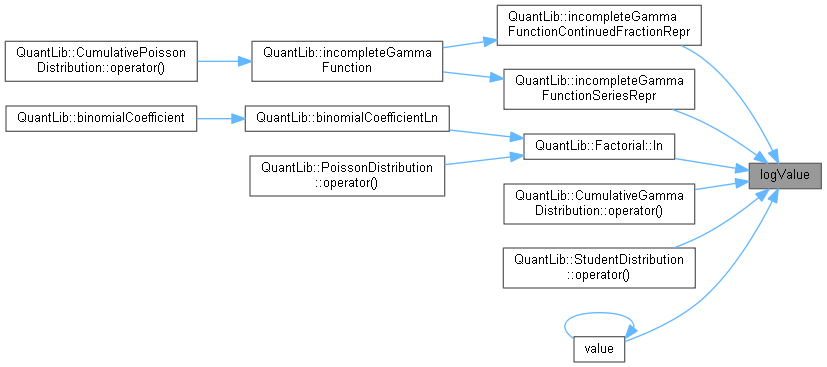 QuantLib::incompleteGamma
FunctionContinuedFractionRepr
QuantLib::CumulativePoisson
Distribution::operator()
QuantLib::incompleteGamma
Function
QuantLib::incompleteGamma
FunctionSeriesRepr
QuantLib::binomialCoefficient
QuantLib::binomialCoefficientLn
QuantLib::Factorial::ln
QuantLib::PoissonDistribution
::operator()
logValue
QuantLib::CumulativeGamma
Distribution::operator()
QuantLib::StudentDistribution
::operator()
value